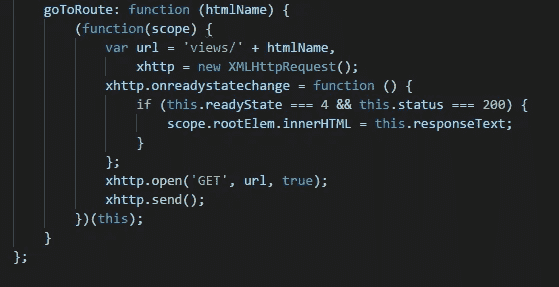 goToRoute: function (htmlName) {
    (function(scope) {
        var url = 'views/' + htmlName,
            xhttp = new XMLHttpRequest();
        xhttp.onreadystatechange = function () {
            if (this.readyState === 4 && this.status === 200) {
                scope.rootElem.innerHTML = this.responseText;
            }
        };
        xhttp.open('GET', url, true);
        xhttp.send();
    })(this);
}
};